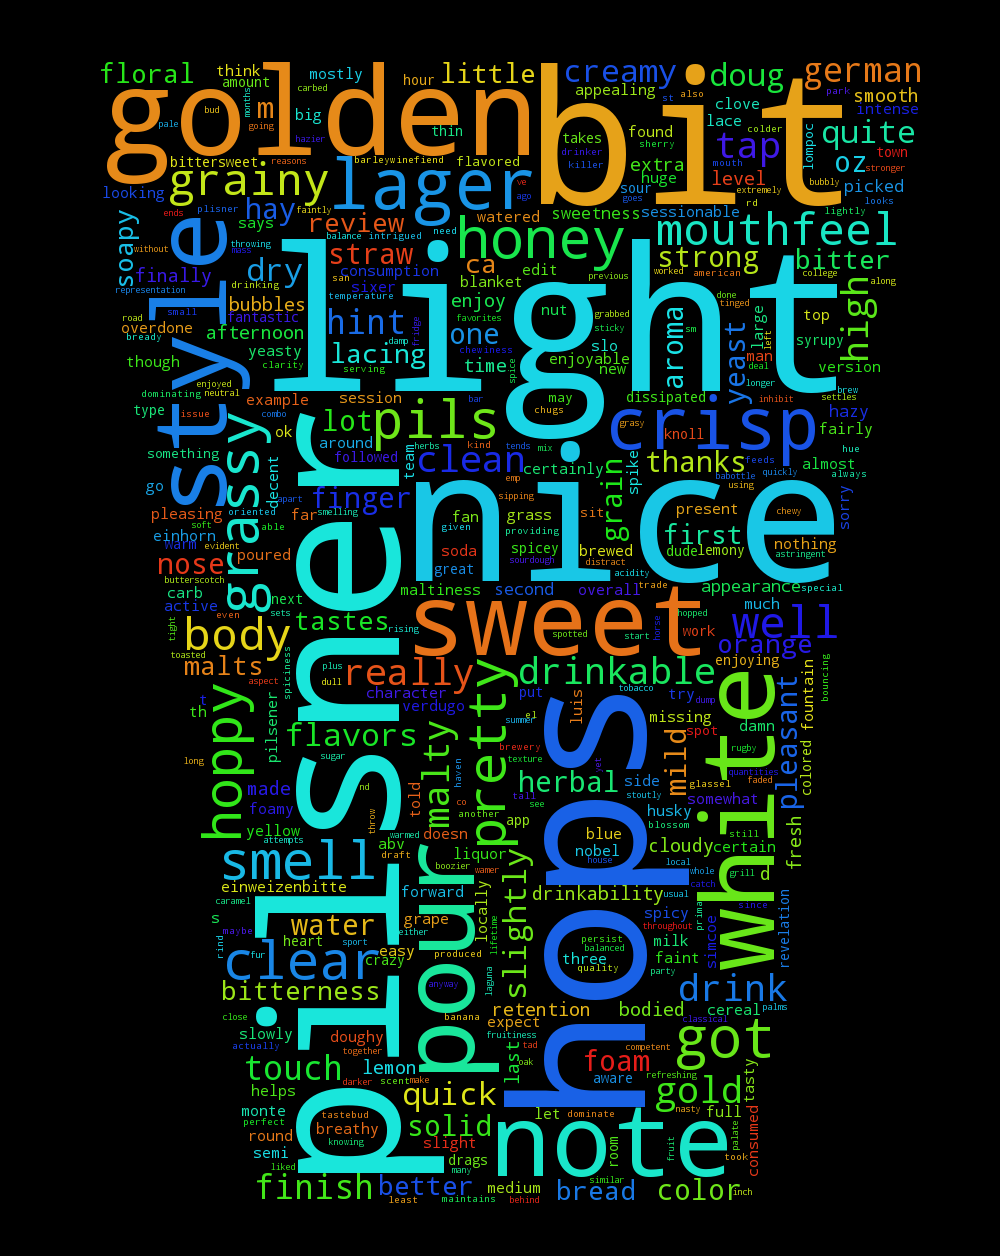 golden
bit
light
nice
pilsner
hops
sweet
white
note
pour
style
lager
crisp
honey
mouthfeel
grainy
pils
grassy
hoppy
smell
clear
body
pretty
got
really
drinkable
well
drink
gold
touch
finish
quick
solid
color
bread
better
foam
floral
think
amount
mostly
carbed
hour
little
creamy
appealing
doug
german
smooth
intense
park
months
bud
going
pale
m
big
hazier
thin
st
also
clove
lace
colder
lompoc
quite
town
stronger
oz
tap
takes
drinker
killer
found
sherry
extra
huge
mouth
level
extremely
bubbly
picked
looks
bittersweet
barleywinefiend
flavored
looking
plisner
faintly
ve
ago
sour
goes
rd
lightly
ends
hay
says
review
watered
sweetness
sessionable
soapy
without
throwing
balance
intrigued
need
straw
ca
edit
previous
worked
american
strong
bitter
college
along
finally
mass
dry
drinking
san
consumption
sixer
blanket
representation
small
temperature
enjoy
nut
grabbed
done
tinged
top
road
bready
overdone
fantastic
bubbles
hint
one
favorites
sticky
slo
sm
aroma
yeast
large
left
man
syrupy
high
version
afternoon
though
yeasty
clarity
lacing
damp
fridge
chewiness
time
spice
enjoyable
new
deal
longer
brew
settles
dominating
enjoyed
neutral
serving
example
session
bar
may
chugs
dissipated
inhibit
type
issue
combo
ok
lot
knoll
hazy
fairly
something
around
followed
team
herbs
kind
tends
mix
grasy
clean
certainly
spike
thanks
feeds
babottle
quickly
using
almost
always
hue
go
decent
apart
oriented
finger
emp
sipping
grain
present
chewy
sorry
pleasing
soft
able
far
smelling
fan
given
grass
providing
sit
first
einhorn
warm
evident
nose
poured
soda
great
spicey
sourdough
brewed
distract
dude
lemony
nothing
astringent
butterscotch
carb
active
maltiness
second
acidity
overall
trade
appearance
special
next
sets
even
tastes
rising
spotted
start
horse
hopped
work
much
orange
tight
toasted
malts
aspect
spiciness
plus
dull
character
verdugo
put
luis
tobacco
try
dump
enjoying
missing
spot
damn
rugby
pleasant
colored
fountain
bouncing
t
th
pilsener
flavors
sugar
malty
summer
el
brewery
texture
yet
mild
long
made
foamy
yellow
attempts
nd
throw
told
haven
co
another
tall
herbal
see
side
stoutly
husky
blossom
glassel
somewhat
quantities
faded
still
fresh
warmed
abv
draft
doesn
liquor
boozier
wamer
app
blue
nobel
house
cloudy
local
whole
catch
certain
grill
d
einweizenbitte
caramel
s
maybe
rind
water
heart
sport
forward
grape
either
easy
crazy
fur
locally
lifetime
slightly
drinkability
spicy
usual
throughout
prima
since
milk
simcoe
revelation
persist
balanced
three
quality
faint
party
produced
bitterness
anyway
laguna
close
banana
retention
bodied
cereal
classical
palms
slowly
actually
doughy
together
expect
fruitiness
tad
oak
competent
last
lemon
aware
refreshing
darker
scent
make
helps
tasty
monte
perfect
tastebud
breathy
knowing
round
semi
liked
slight
drags
many
let
dominate
nasty
full
room
fruit
palate
consumed
took
similar
least
maintains
medium
behind
inch
reasons